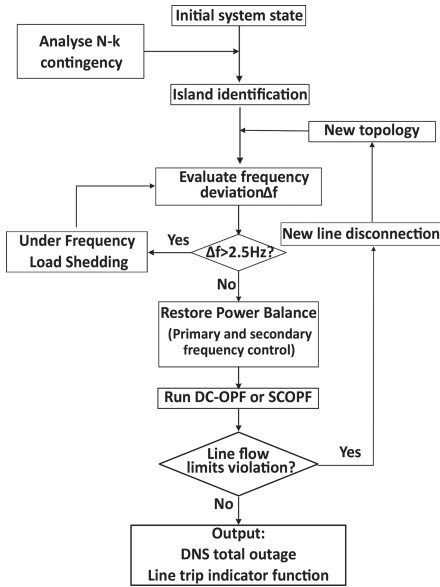 Initial system state
Analyse N-k
contingency
Island identification
New topology
Evaluate frequency
deviationΔf
New line disconnection
Under Frequency
Load Shedding
Yes
Δf>2.5Hz?
No
Restore Power Balance
(Primary and secondary
frequency control)
Run DC-OPF or SCOPF
Line flow
limits violation?
Yes
No
Output:
DNS total outage
Line trip indicator function